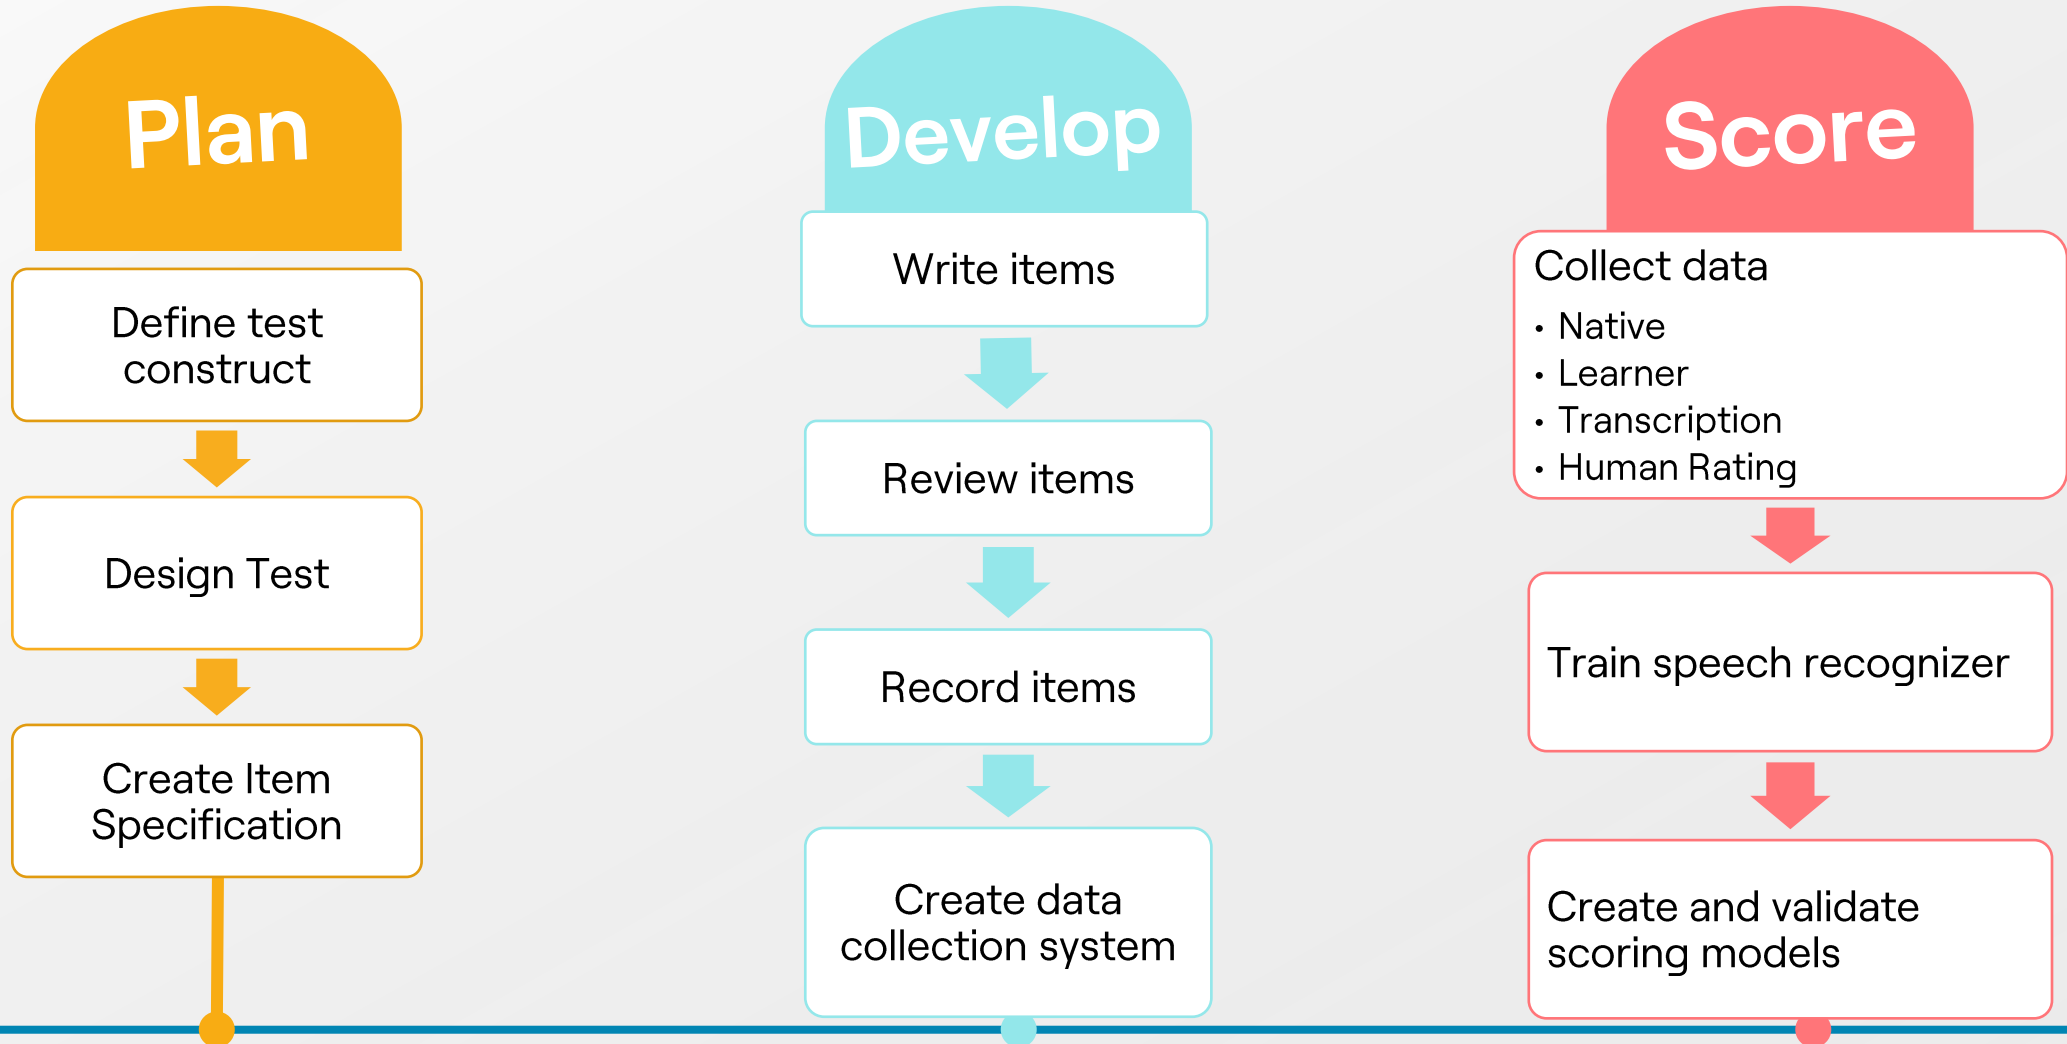 Plan
Define test
construct
Design Test
Create Item
Specification
Develop
Write items
Review items
Record items
Create data
collection system
Score
Collect data
• Native
• Learner
• Transcription
• Human Rating
Train speech recognizer
Create and validate
scoring models